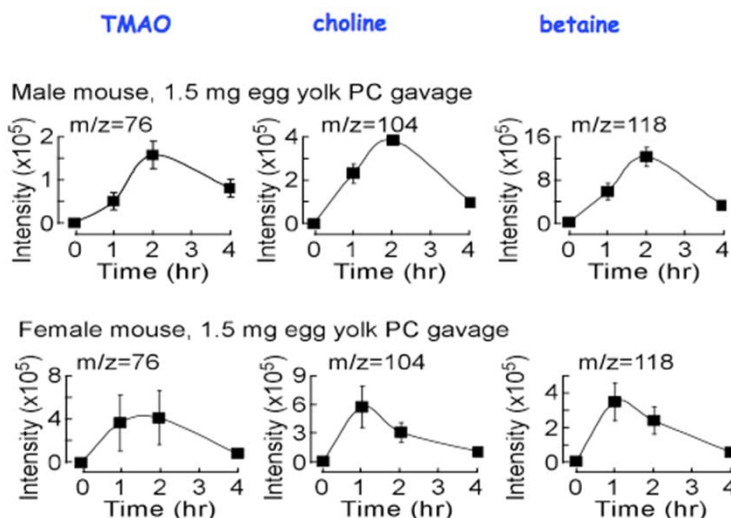 TMAO choline betaine
Male mouse, 1.5 mg egg yolk PC gavage
m/z=76 m/z=104 m/z=118
Intensity (x10⁵)
2
1
0
0 1 2 3 4
Time (hr)
Intensity (x10⁵)
4
2
0
0 1 2 3 4
Time (hr)
Intensity (x10⁵)
16
8
0
0 1 2 3 4
Time (hr)
Female mouse, 1.5 mg egg yolk PC gavage
m/z=76 m/z=104 m/z=118
Intensity (x10⁵)
8
4
0
0 1 2 3 4
Time (hr)
Intensity (x10⁵)
9
6
3
0
0 1 2 3 4
Time (hr)
Intensity (x10⁵)
4
2
0
0 1 2 3 4
Time (hr)